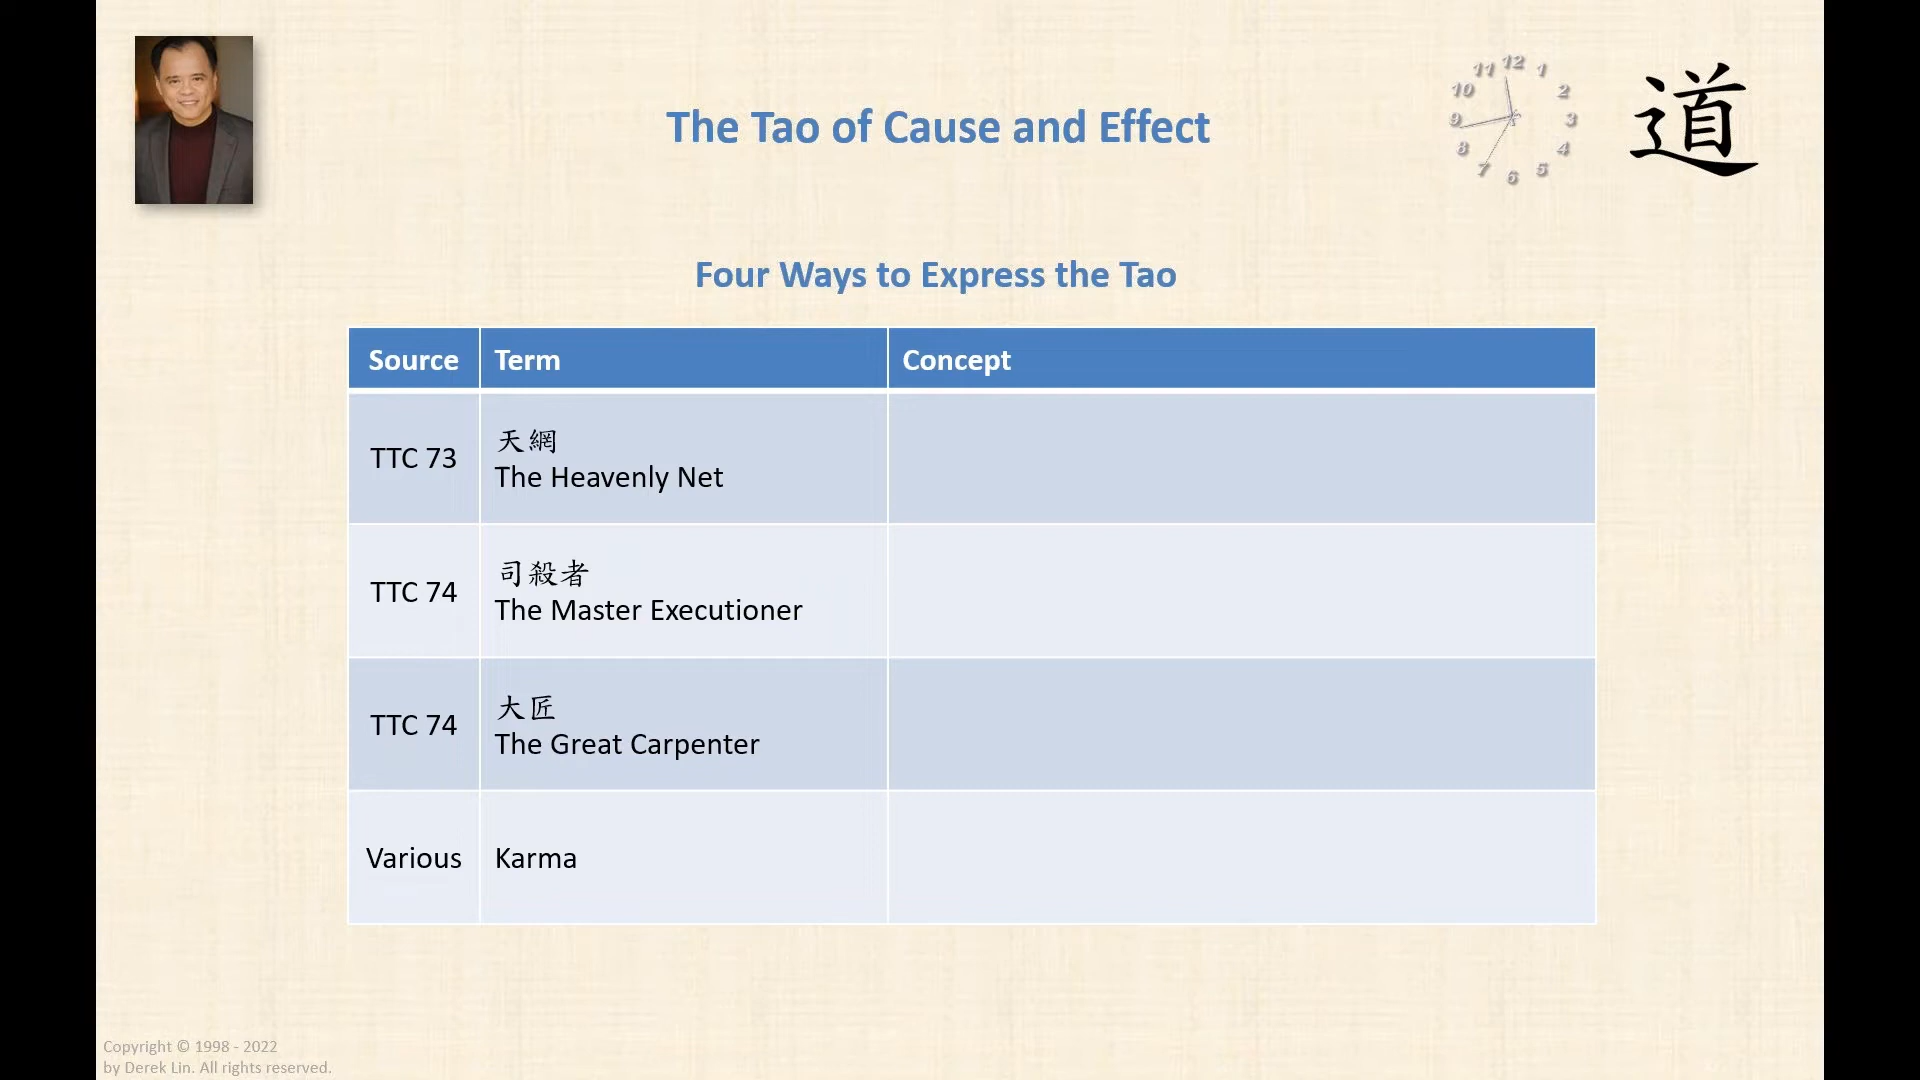 The Tao of Cause and Effect
12
1
2
3
4
5
6
7
8
9
10
11
道
Four Ways to Express the Tao
Source Term Concept
TTC 73
天網
The Heavenly Net
TTC 74
司殺者
The Master Executioner
TTC 74
大匠
The Great Carpenter
Various Karma
Copyright © 1998 - 2022
by Derek Lin. All rights reserved.